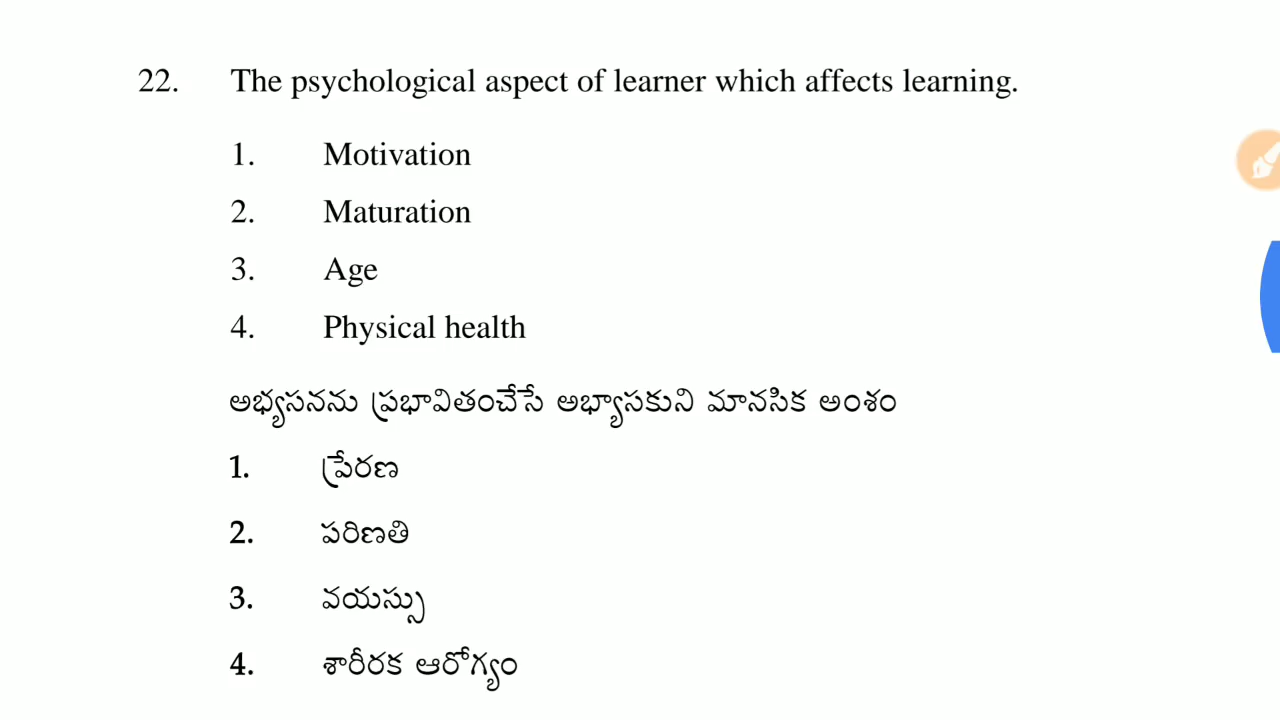 22. The psychological aspect of learner which affects learning.
1. Motivation
2. Maturation
3. Age
4. Physical health
అభ్యసనను ప్రభావితంచేసే అభ్యాసకుని మానసిక అంశం
1. ప్రేరణ
2. పరిణతి
3. వయస్సు
4. శారీరక ఆరోగ్యం